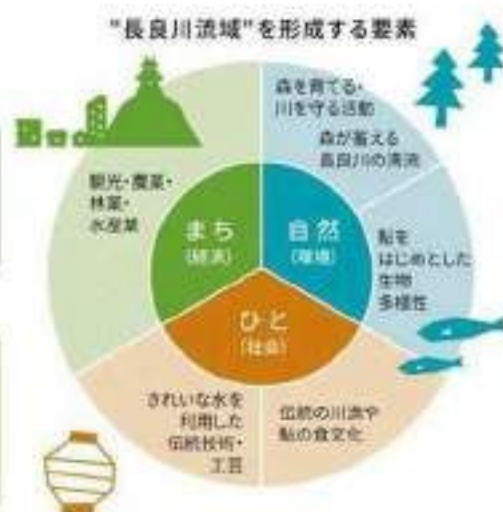 "長良川流域"を形成する要素
森を育てる・
川を守る活動
森が蓄える
長良川の清流
観光・農業・
林業・
水産業
まち
(経済)
自然
(環境)
鮎を
はじめとした
生物
多様性
ひと
(社会)
きれいな水を
利用した
伝統技術・
工芸
伝統の川漁や
鮎の食文化